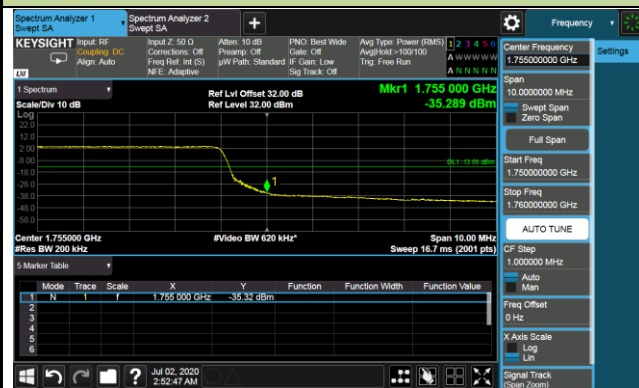 Spectrum Analyzer 1
Swept SA
Spectrum Analyzer 2
Swept SA
Frequency
KEYSIGHT
Input: RF
Coupling: DC
Align: Auto
Input Z: 50 Ω
Corrections: Off
Freq Ref: Int (S)
NFE: Adaptive
Atten: 10 dB
Preamp: Off
µW Path: Standard
PNO: Best Wide
Gate: Off
IF Gain: Low
Sig Track: Off
Avg Type: Power (RMS)
Avg|Hold:>100/100
Trig: Free Run
1 2 3 4 5 6
A W W W W W
A N N N N N
LXI
1 Spectrum
Scale/Div 10 dB
Ref Lvl Offset 32.00 dB
Ref Level 32.00 dBm
Mkr1 1.755 000 GHz
-35.289 dBm
Log
22.0
12.0
2.00
-8.00
-18.0
-28.0
-38.0
-48.0
-58.0
DL1 -13.00 dBm
1
Center 1.755000 GHz
#Res BW 200 kHz
#Video BW 620 kHz*
Span 10.00 MHz
Sweep 16.7 ms (2001 pts)
5 Marker Table
Mode Trace Scale X Y Function Function Width Function Value
1 N 1 f 1.755 000 GHz -35.32 dBm
2
3
4
5
6
Jul 02, 2020
2:52:47 AM
Center Frequency
1.755000000 GHz
Settings
Span
10.0000000 MHz
Swept Span
Zero Span
Full Span
Start Freq
1.750000000 GHz
Stop Freq
1.760000000 GHz
AUTO TUNE
CF Step
1.000000 MHz
Auto
Man
Freq Offset
0 Hz
X Axis Scale
Log
Lin
Signal Track
(Span Zoom)